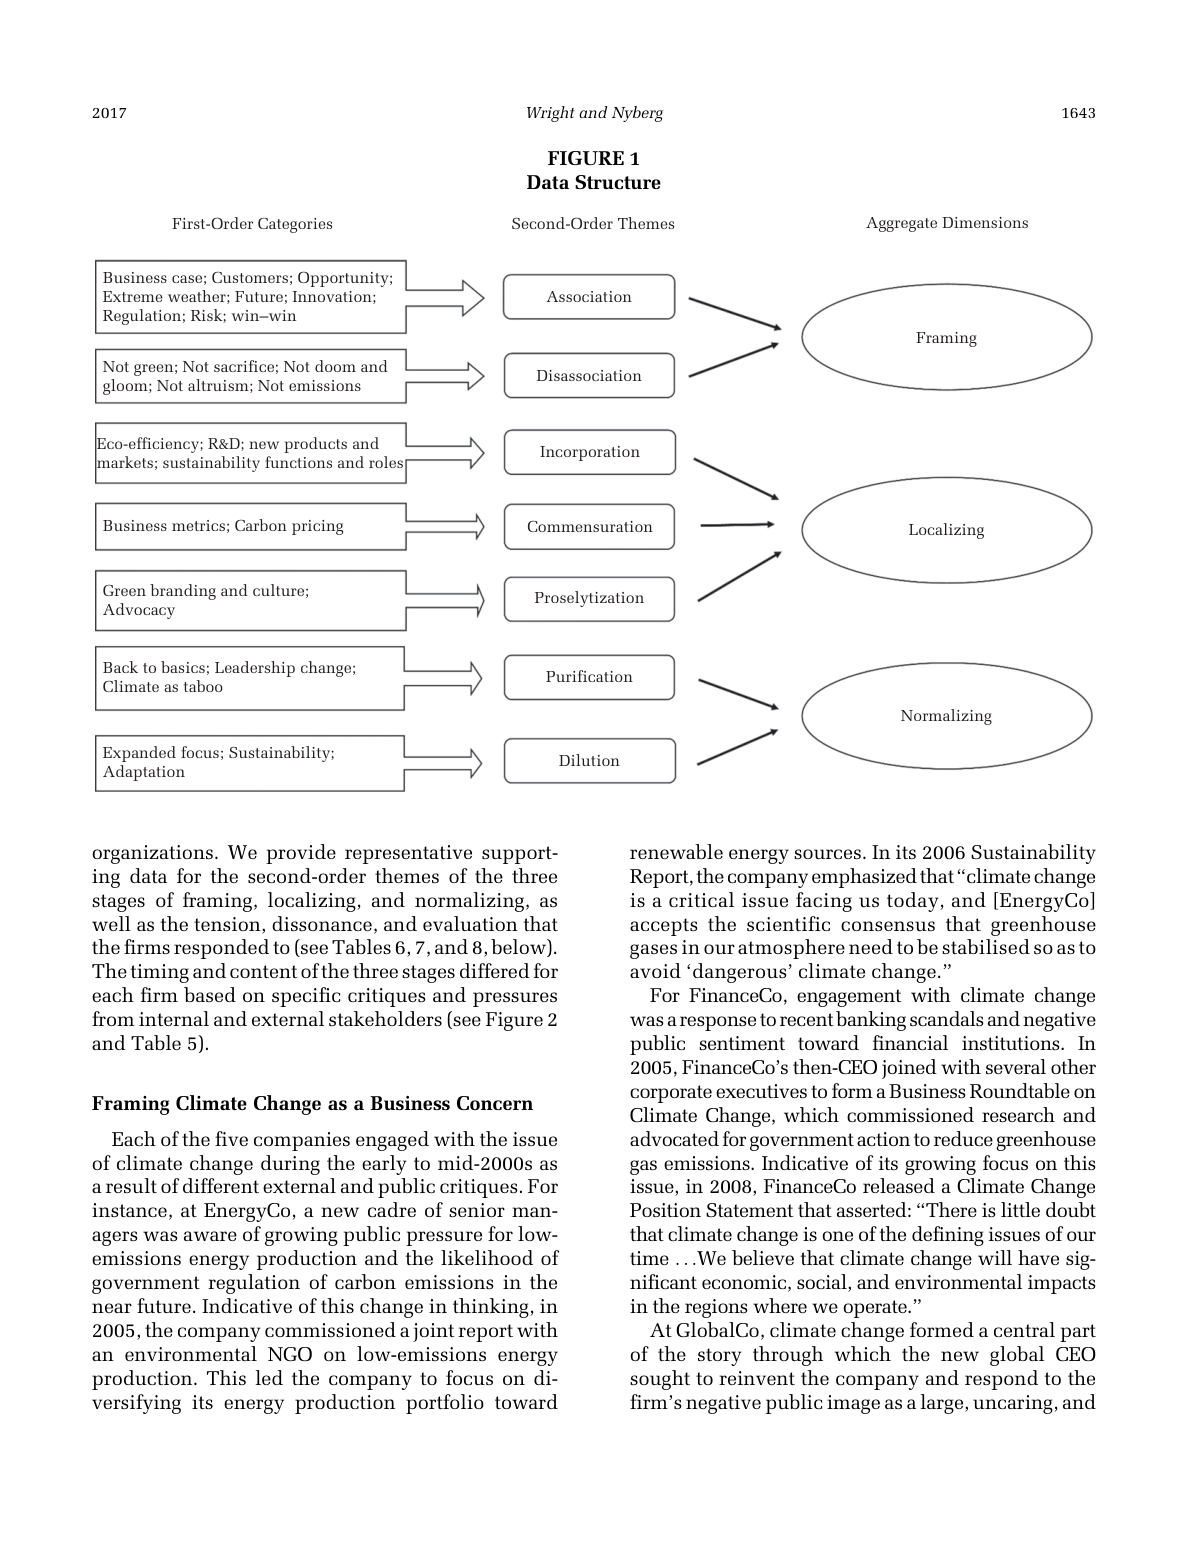 2017
Wright and Nyberg
1643
FIGURE 1
Data Structure
First-Order Categories
Second-Order Themes
Aggregate Dimensions
Business case; Customers; Opportunity;
Extreme weather; Future; Innovation;
Regulation; Risk; win–win
Association
Framing
Not green; Not sacrifice; Not doom and
gloom; Not altruism; Not emissions
Disassociation
Eco-efficiency; R&D; new products and
markets; sustainability functions and roles
Incorporation
Business metrics; Carbon pricing
Commensuration
Localizing
Green branding and culture;
Advocacy
Proselytization
Back to basics; Leadership change;
Climate as taboo
Purification
Normalizing
Expanded focus; Sustainability;
Adaptation
Dilution
organizations. We provide representative support-
ing data for the second-order themes of the three
stages of framing, localizing, and normalizing, as
well as the tension, dissonance, and evaluation that
the firms responded to (see Tables 6, 7, and 8, below).
The timing and content of the three stages differed for
each firm based on specific critiques and pressures
from internal and external stakeholders (see Figure 2
and Table 5).
Framing Climate Change as a Business Concern
Each of the five companies engaged with the issue
of climate change during the early to mid-2000s as
a result of different external and public critiques. For
instance, at EnergyCo, a new cadre of senior man-
agers was aware of growing public pressure for low-
emissions energy production and the likelihood of
government regulation of carbon emissions in the
near future. Indicative of this change in thinking, in
2005, the company commissioned a joint report with
an environmental NGO on low-emissions energy
production. This led the company to focus on di-
versifying its energy production portfolio toward
renewable energy sources. In its 2006 Sustainability
Report, the company emphasized that “climate change
is a critical issue facing us today, and [EnergyCo]
accepts the scientific consensus that greenhouse
gases in our atmosphere need to be stabilised so as to
avoid ‘dangerous’ climate change.”
For FinanceCo, engagement with climate change
was a response to recent banking scandals and negative
public sentiment toward financial institutions. In
2005, FinanceCo’s then-CEO joined with several other
corporate executives to form a Business Roundtable on
Climate Change, which commissioned research and
advocated for government action to reduce greenhouse
gas emissions. Indicative of its growing focus on this
issue, in 2008, FinanceCo released a Climate Change
Position Statement that asserted: “There is little doubt
that climate change is one of the defining issues of our
time ...We believe that climate change will have sig-
nificant economic, social, and environmental impacts
in the regions where we operate.”
At GlobalCo, climate change formed a central part
of the story through which the new global CEO
sought to reinvent the company and respond to the
firm’s negative public image as a large, uncaring, and